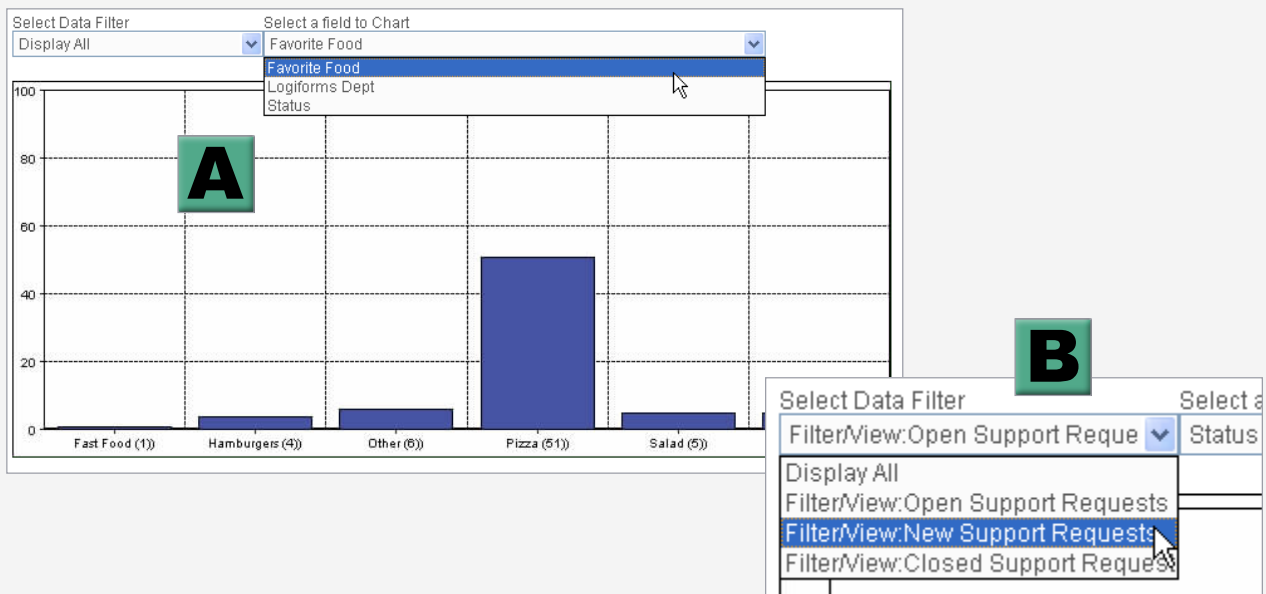 Select Data Filter Select a field to Chart
Display All Favorite Food
Favorite Food
Logiforms Dept
Status
100
80
60
40
20
0
Fast Food (1)) Hamburgers (4)) Other (6)) Pizza (51)) Salad (5))
A
B
Select Data Filter Select a
Filter/View:Open Support Reque Status
Display All
Filter/View:Open Support Requests
Filter/View:New Support Requests
Filter/View:Closed Support Request